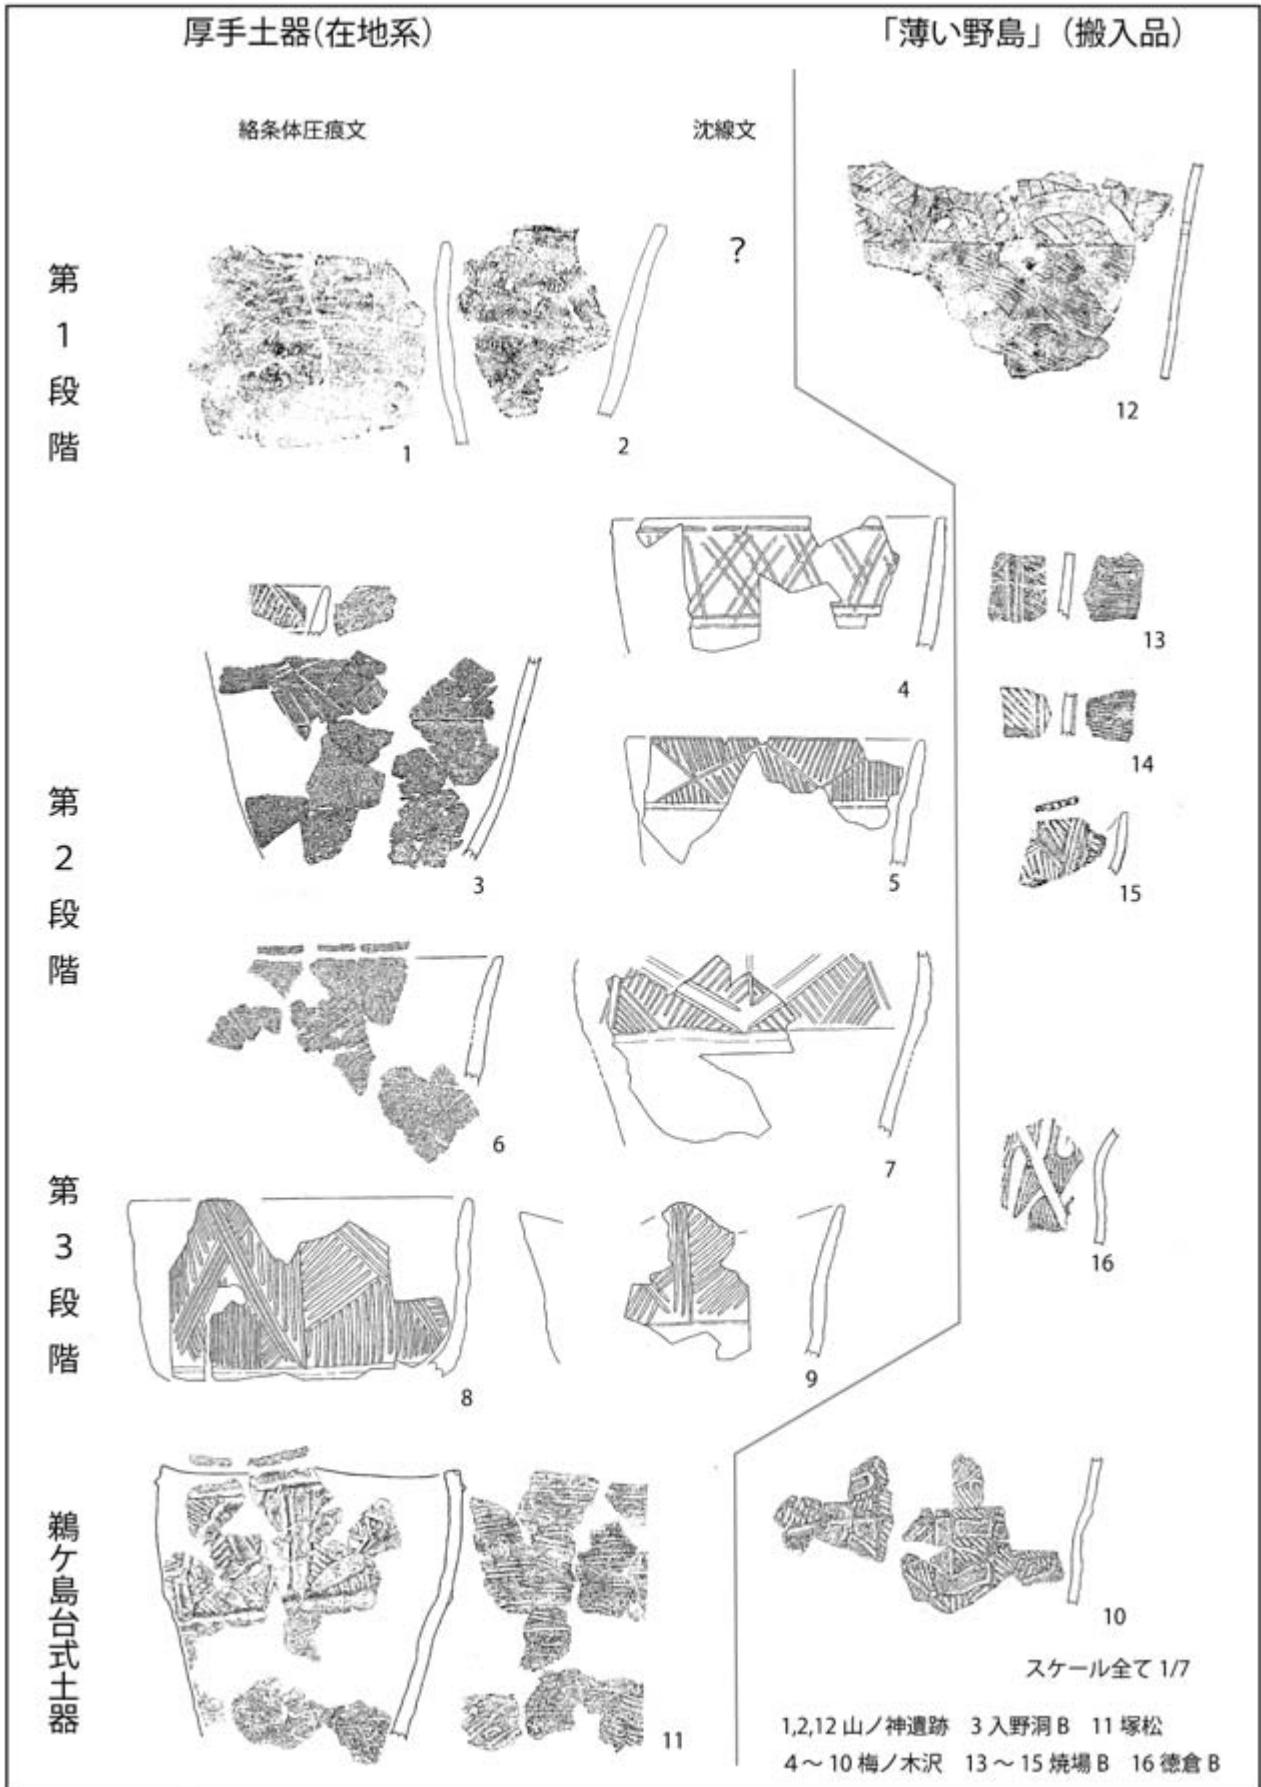 厚手土器(在地系)
「薄い野島」(搬入品)
絡条体圧痕文
沈線文
第1段階
?
1
2
12
第2段階
3
4
5
6
7
13
14
15
第3段階
8
9
16
鵜ケ島台式土器
11
10
スケール全て 1/7
1,2,12 山ノ神遺跡 3 入野洞 B 11 塚松
4～10 梅ノ木沢 13～15 焼場 B 16 徳倉 B